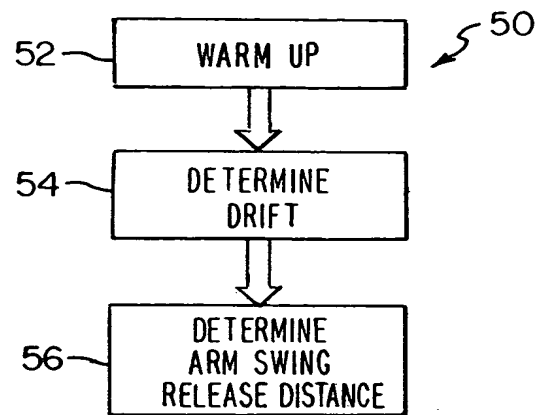 50
52
WARM UP
54
DETERMINE
DRIFT
56
DETERMINE
ARM SWING
RELEASE DISTANCE